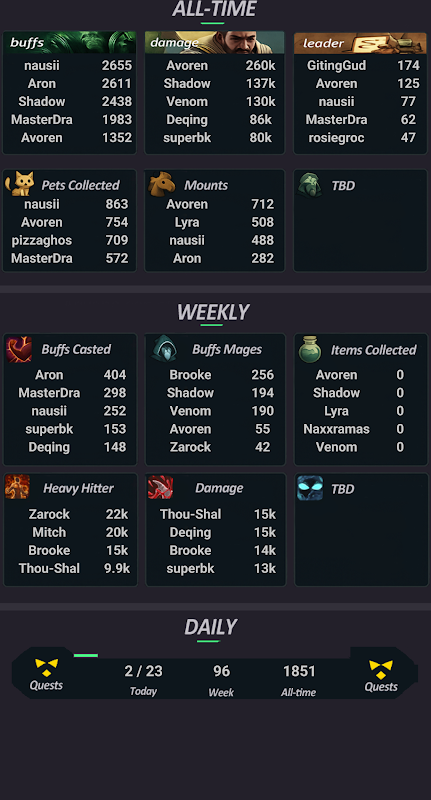 ALL-TIME
buffs
nausii 2655
Aron 2611
Shadow 2438
MasterDra 1983
Avoren 1352
damage
Avoren 260k
Shadow 137k
Venom 130k
Deqing 86k
superbk 80k
leader
GitingGud 174
Avoren 125
nausii 77
MasterDra 62
rosiegroc 47
Pets Collected
nausii 863
Avoren 754
pizzaghos 709
MasterDra 572
Mounts
Avoren 712
Lyra 508
nausii 488
Aron 282
TBD
WEEKLY
Buffs Casted
Aron 404
MasterDra 298
nausii 252
superbk 153
Deqing 148
Buffs Mages
Brooke 256
Shadow 194
Venom 190
Avoren 55
Zarock 42
Items Collected
Avoren 0
Shadow 0
Lyra 0
Naxxramas 0
Venom 0
Heavy Hitter
Zarock 22k
Mitch 20k
Brooke 15k
Thou-Shal 9.9k
Damage
Thou-Shal 15k
Deqing 15k
Brooke 14k
superbk 13k
TBD
DAILY
Quests
2 / 23
Today
96
Week
1851
All-time
Quests